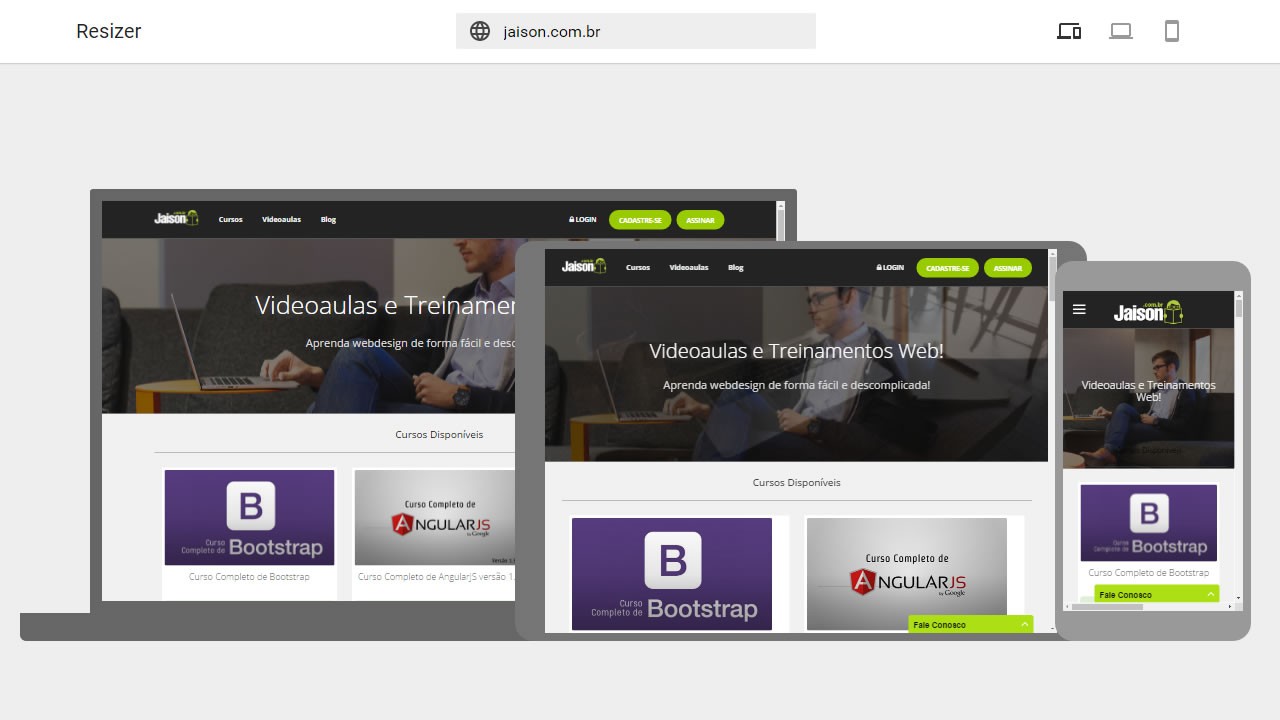 Resizer
jaison.com.br
Jaison
Cursos
Videoaulas
Blog
LOGIN
CADASTRE-SE
ASSINAR
Videoaulas e Treinamen
Aprenda webdesign de forma fácil e desc
Cursos Disponíveis
B
Curso
Completo de Bootstrap
Curso Completo de
ANGULARJS
by Google
Curso Completo de Bootstrap
Curso Completo de AngularJS versão 1.
Jaison
Cursos
Videoaulas
Blog
LOGIN
CADASTRE-SE
ASSINAR
Videoaulas e Treinamentos Web!
Aprenda webdesign de forma fácil e descomplicada!
Cursos Disponíveis
B
Curso
Completo de Bootstrap
Curso Completo de
ANGULARJS
by Google
Fale Conosco
.com.br
Jaison
Videoaulas e Treinamentos
Web!
Cursos Disponíveis
B
Curso
Completo de Bootstrap
Curso Completo de Bootstrap
Fale Conosco